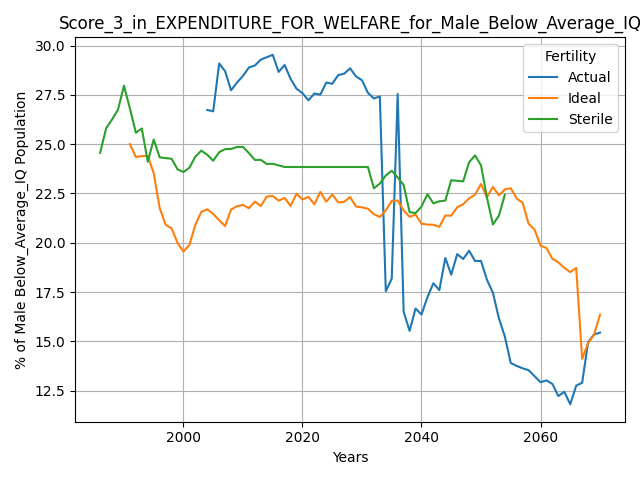 Score_3_in_EXPENDITURE_FOR_WELFARE_for_Male_Below_Average_IQ
Fertility
Actual
Ideal
Sterile
% of Male Below_Average_IQ Population
30.0
27.5
25.0
22.5
20.0
17.5
15.0
12.5
2000
2020
2040
2060
Years